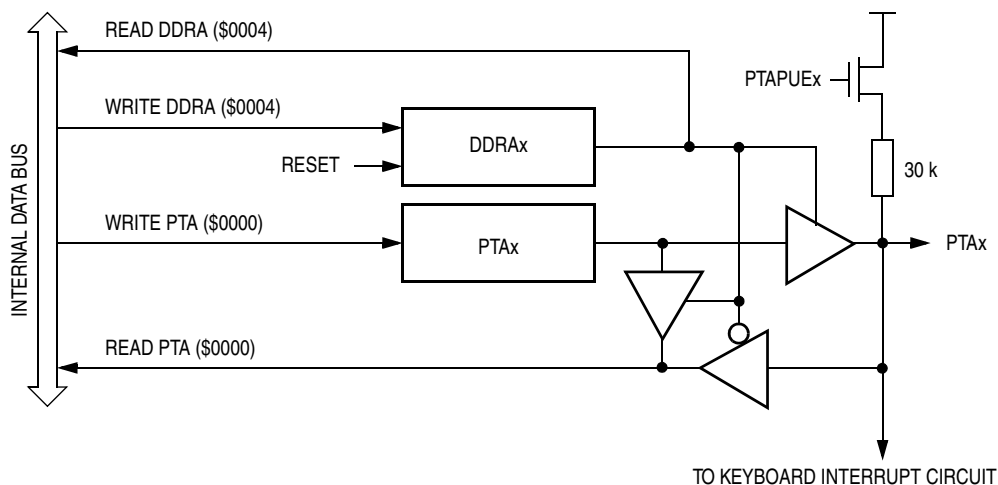 READ DDRA ($0004)
PTAPUEx
WRITE DDRA ($0004)
DDRAx
RESET
30 k
INTERNAL DATA BUS
WRITE PTA ($0000)
PTAx
PTAx
READ PTA ($0000)
TO KEYBOARD INTERRUPT CIRCUIT